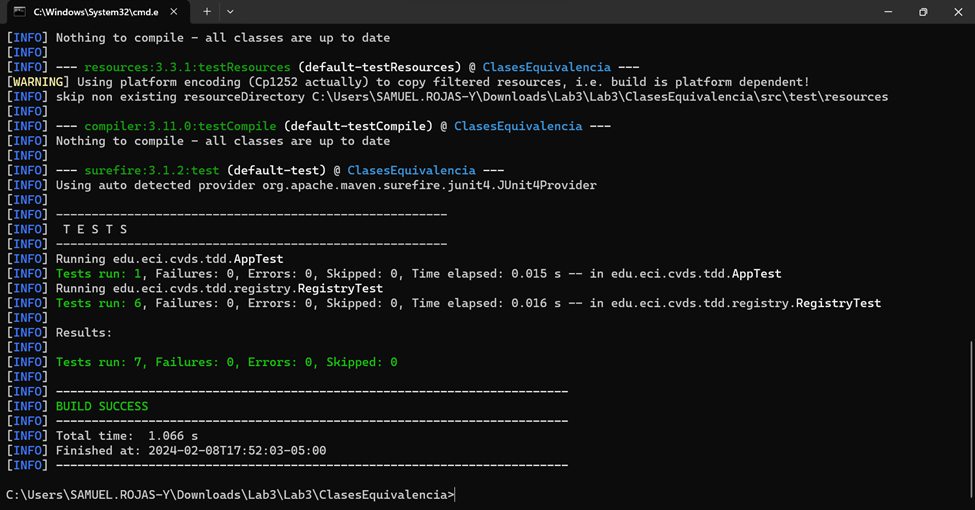 C:\Windows\System32\cmd.e
[INFO] Nothing to compile - all classes are up to date
[INFO]
[INFO] --- resources:3.3.1:testResources (default-testResources) @ ClasesEquivalencia ---
[WARNING] Using platform encoding (Cp1252 actually) to copy filtered resources, i.e. build is platform dependent!
[INFO] skip non existing resourceDirectory C:\Users\SAMUEL.ROJAS-Y\Downloads\Lab3\Lab3\ClasesEquivalencia\src\test\resources
[INFO]
[INFO] --- compiler:3.11.0:testCompile (default-testCompile) @ ClasesEquivalencia ---
[INFO] Nothing to compile - all classes are up to date
[INFO]
[INFO] --- surefire:3.1.2:test (default-test) @ ClasesEquivalencia ---
[INFO] Using auto detected provider org.apache.maven.surefire.junit4.JUnit4Provider
[INFO]
[INFO] -------------------------------------------------------
[INFO]  T E S T S
[INFO] -------------------------------------------------------
[INFO] Running edu.eci.cvds.tdd.AppTest
[INFO] Tests run: 1, Failures: 0, Errors: 0, Skipped: 0, Time elapsed: 0.015 s -- in edu.eci.cvds.tdd.AppTest
[INFO] Running edu.eci.cvds.tdd.registry.RegistryTest
[INFO] Tests run: 6, Failures: 0, Errors: 0, Skipped: 0, Time elapsed: 0.016 s -- in edu.eci.cvds.tdd.registry.RegistryTest
[INFO]
[INFO] Results:
[INFO]
[INFO] Tests run: 7, Failures: 0, Errors: 0, Skipped: 0
[INFO]
[INFO] ------------------------------------------------------------------------
[INFO] BUILD SUCCESS
[INFO] ------------------------------------------------------------------------
[INFO] Total time:  1.066 s
[INFO] Finished at: 2024-02-08T17:52:03-05:00
[INFO] ------------------------------------------------------------------------
C:\Users\SAMUEL.ROJAS-Y\Downloads\Lab3\Lab3\ClasesEquivalencia>